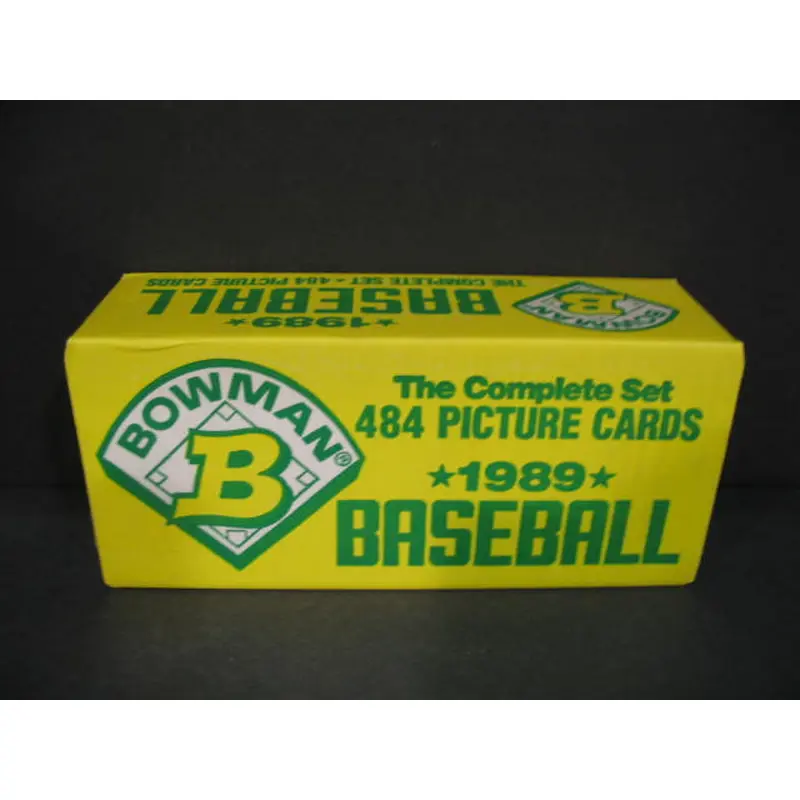 THE COMPLETE SET • 484 PICTURE CARDS
BASEBALL
★1989★
BOWMAN
B
BOWMAN®
B
The Complete Set
484 PICTURE CARDS
★1989★
BASEBALL